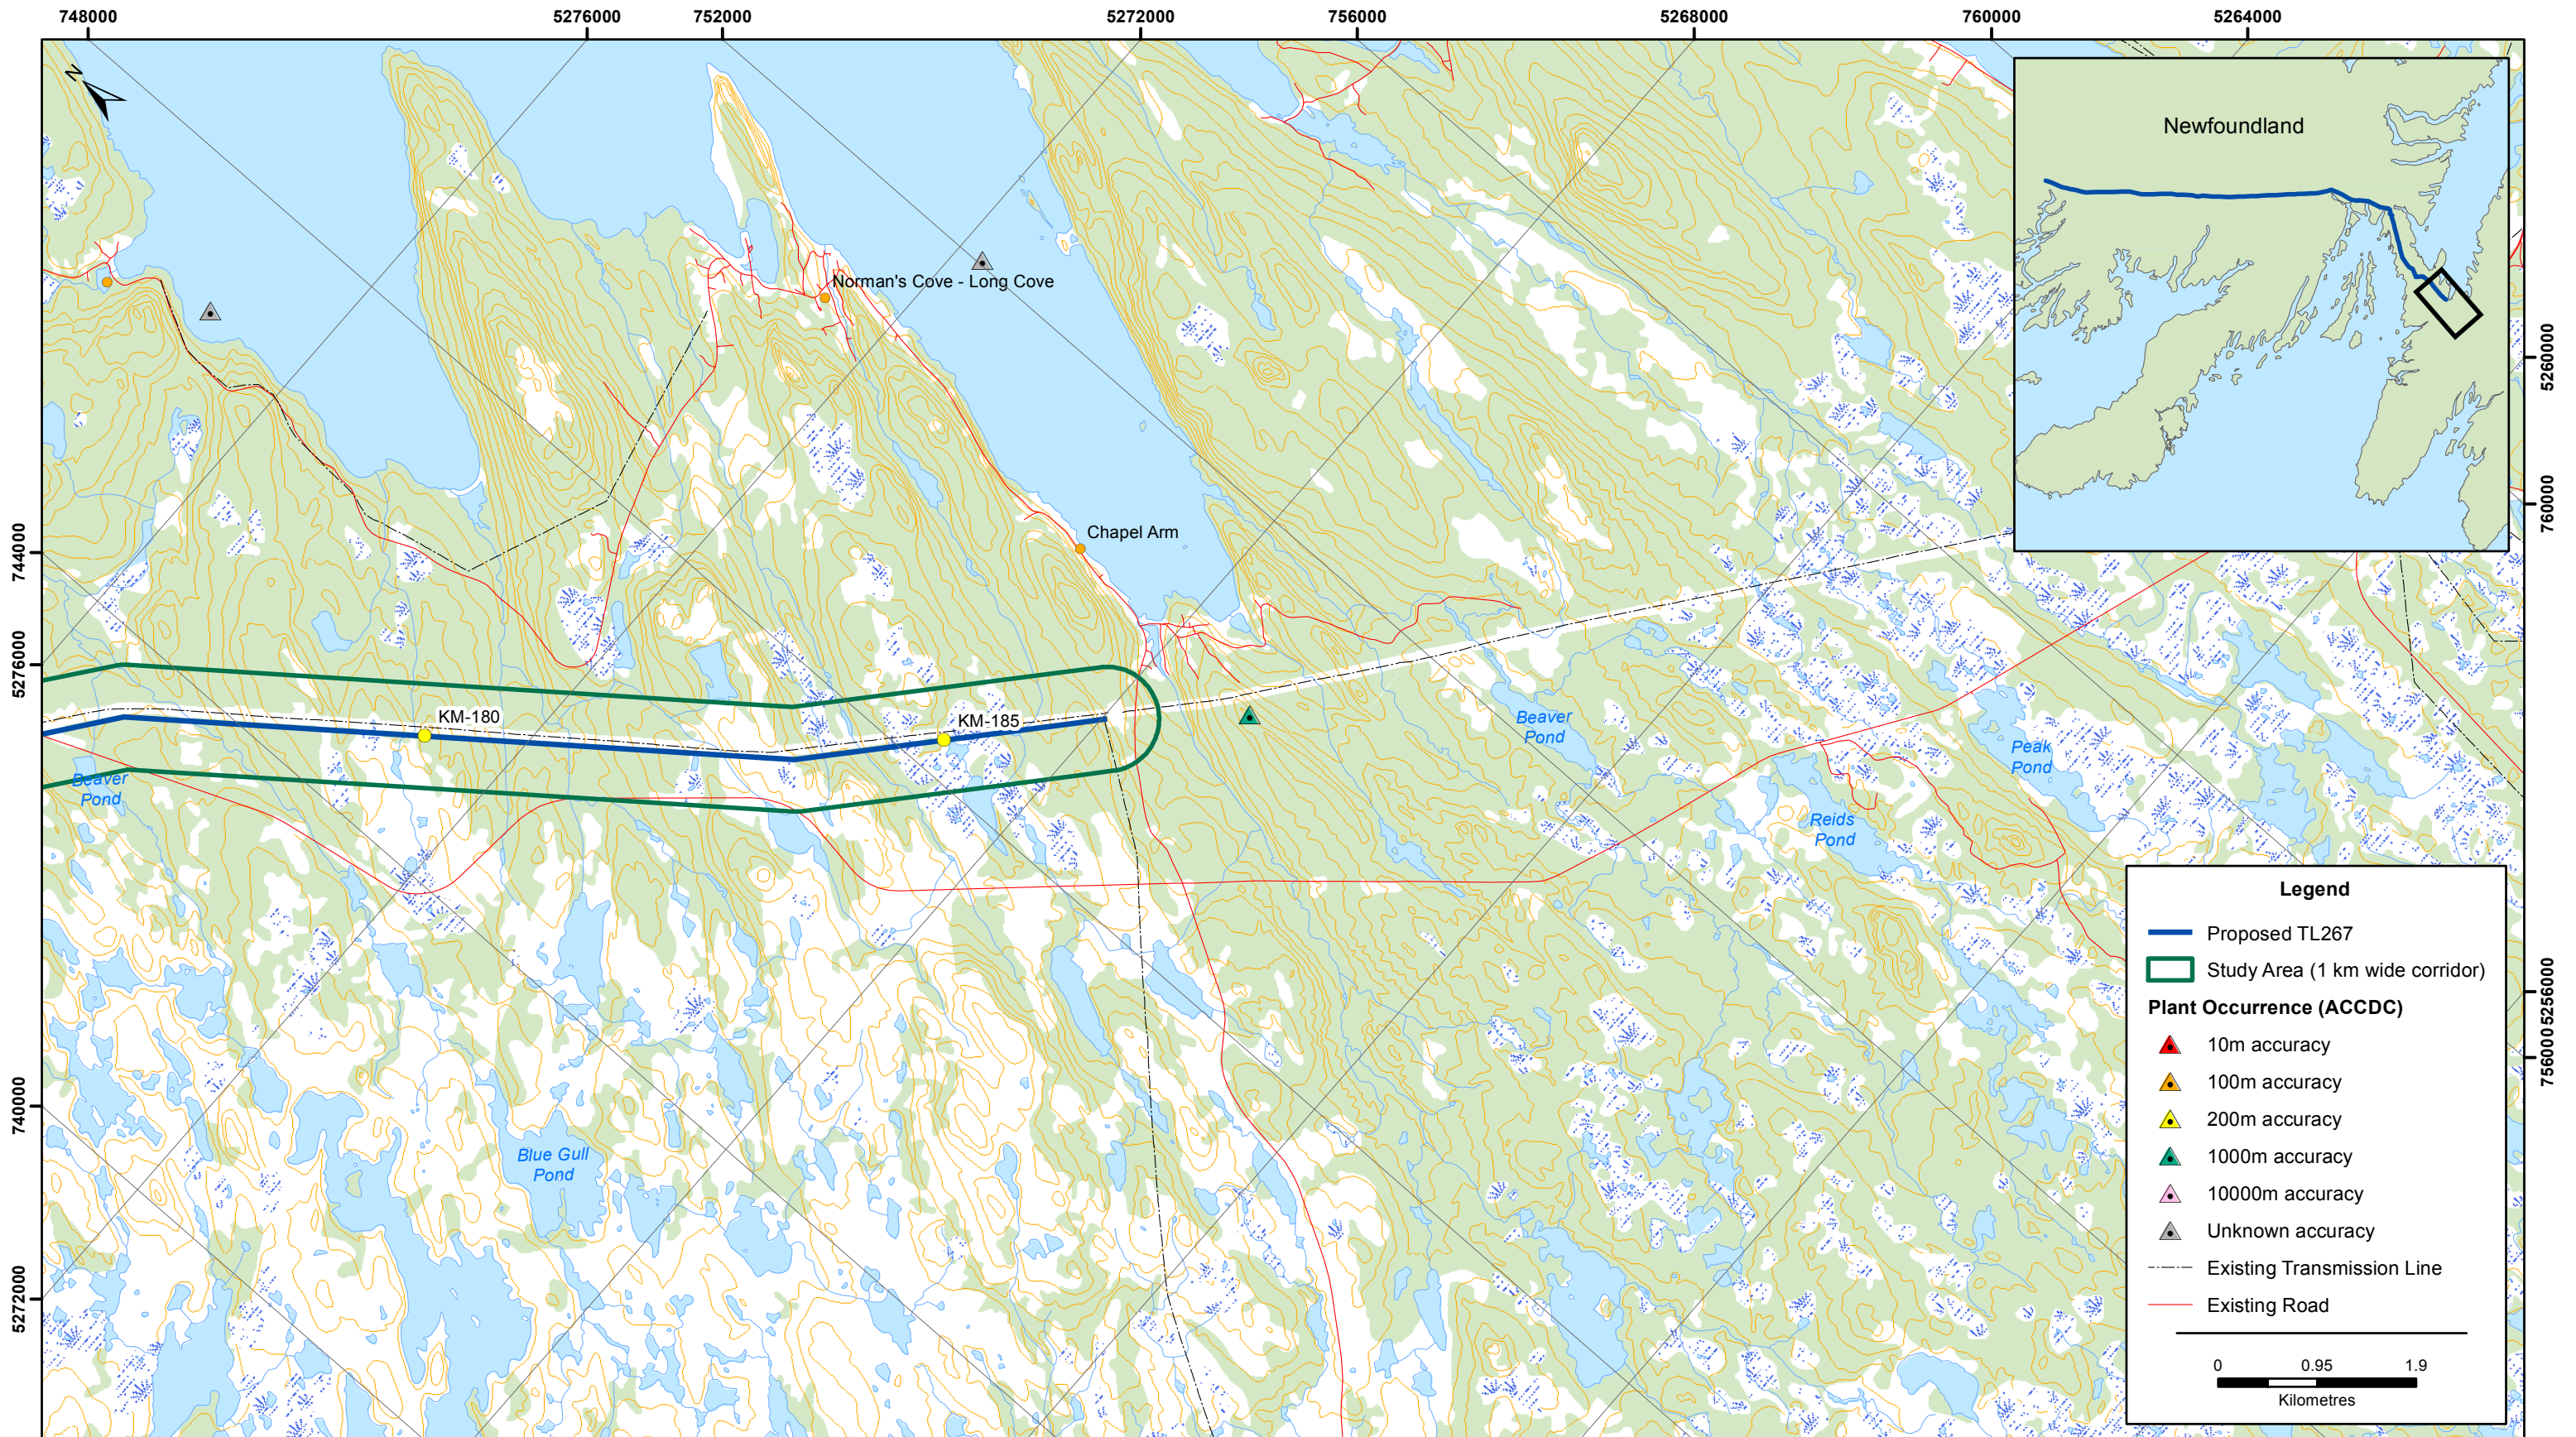 748000
5276000
752000
5272000
756000
5268000
760000
5264000
N
Newfoundland
Norman's Cove - Long Cove
Chapel Arm
5260000
760000
744000
5276000
KM-180
KM-185
Beaver
Pond
Beaver
Pond
Peak
Pond
Reids
Pond
Blue Gull
Pond
740000
5272000
5256000
756000
Legend
Proposed TL267
Study Area (1 km wide corridor)
Plant Occurrence (ACCDC)
10m accuracy
100m accuracy
200m accuracy
1000m accuracy
10000m accuracy
Unknown accuracy
Existing Transmission Line
Existing Road
0 0.95 1.9
Kilometres